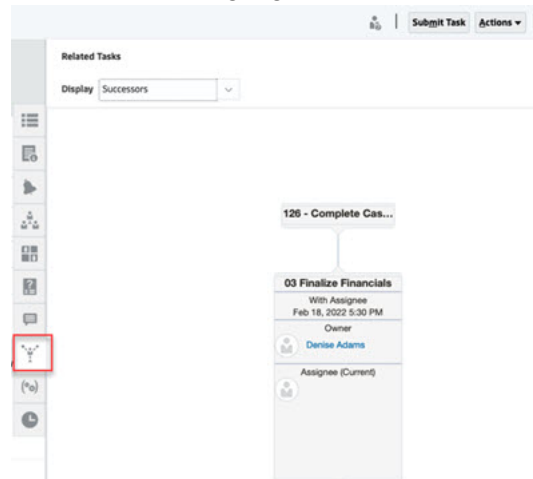 Submit Task Actions
Related Tasks
Display Successors
126 - Complete Cas...
03 Finalize Financials
With Assignee
Feb 18, 2022 5:30 PM
Owner
Denise Adams
Assignee (Current)